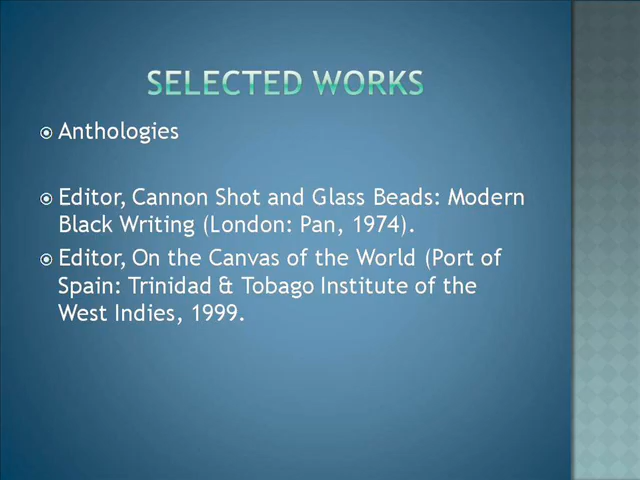 SELECTED WORKS
Anthologies
Editor, Cannon Shot and Glass Beads: Modern
Black Writing (London: Pan, 1974).
Editor, On the Canvas of the World (Port of
Spain: Trinidad & Tobago Institute of the
West Indies, 1999.